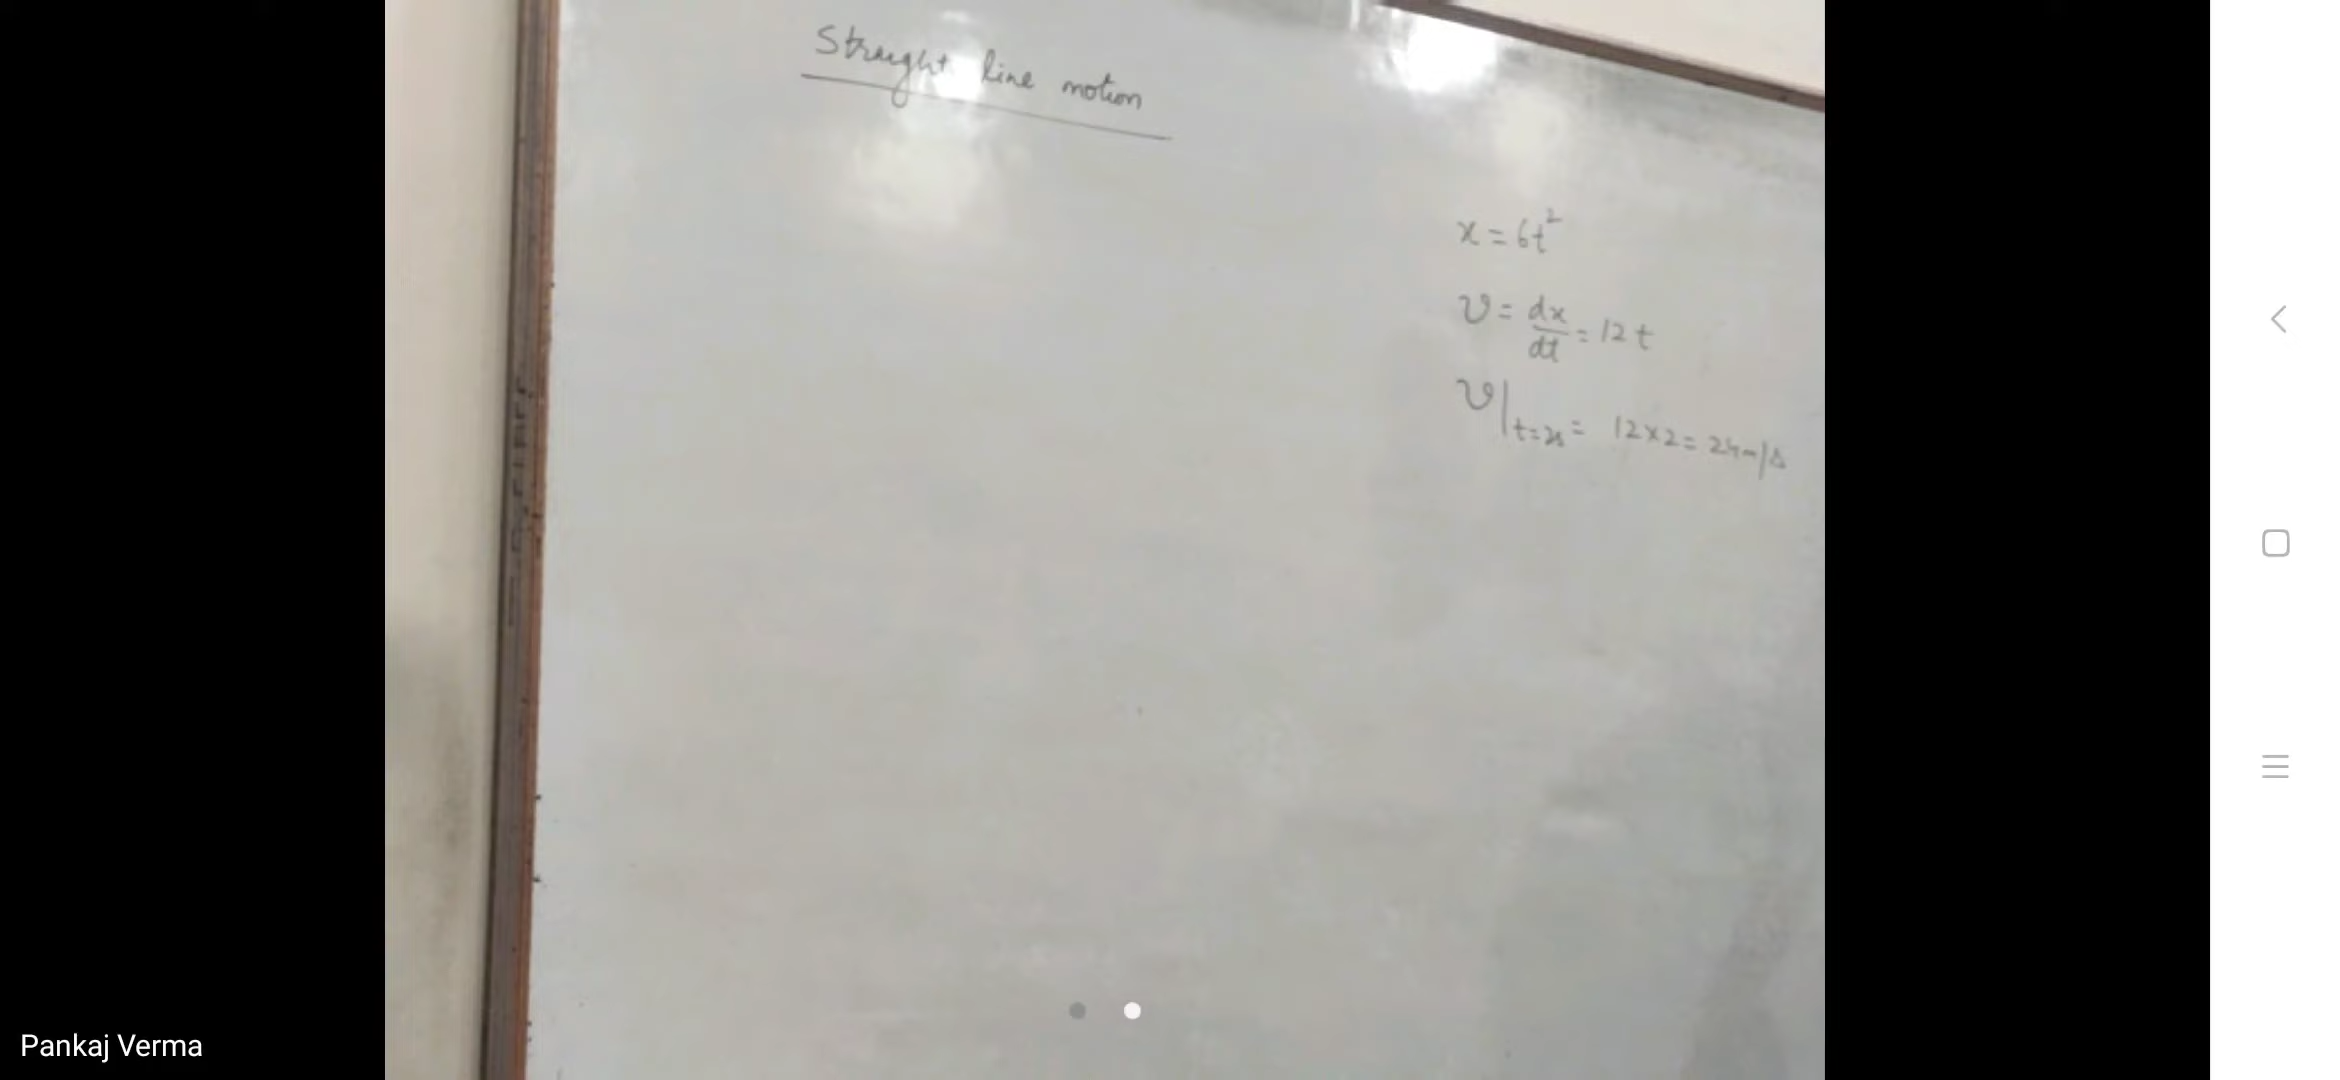 Straight line motion
x = 6t²
v = dx/dt = 12t
v|t=2s = 12×2 = 24m/s
Pankaj Verma